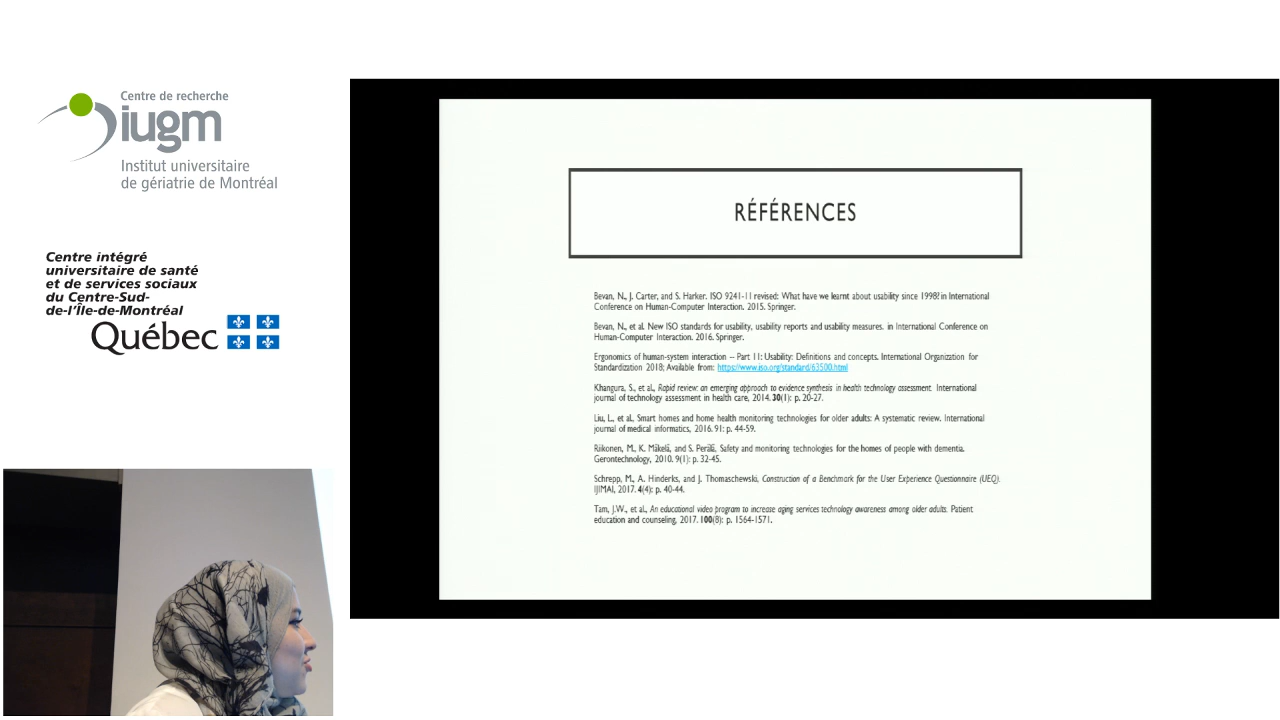 Centre de recherche
iugm
Institut universitaire
de gériatrie de Montréal
Centre intégré
universitaire de santé
et de services sociaux
du Centre-Sud-
de-l'Île-de-Montréal
Québec
RÉFÉRENCES
Bevan, N., J. Carter, and S. Harker. ISO 9241-11 revised: What have we learnt about usability since 1998? in International
Conference on Human-Computer Interaction. 2015. Springer.
Bevan, N., et al. New ISO standards for usability, usability reports and usability measures. in International Conference on
Human-Computer Interaction. 2016. Springer.
Ergonomics of human-system interaction -- Part 11: Usability: Definitions and concepts. International Organization for
Standardization 2018; Available from: https://www.iso.org/standard/63500.html
Khangura, S., et al., Rapid review: an emerging approach to evidence synthesis in health technology assessment. International
journal of technology assessment in health care, 2014. 30(1): p. 20-27.
Liu, L., et al., Smart homes and home health monitoring technologies for older adults: A systematic review. International
journal of medical informatics, 2016. 91: p. 44-59.
Riikonen, M., K. Mäkelä, and S. Perälä, Safety and monitoring technologies for the homes of people with dementia.
Gerontechnology, 2010. 9(1): p. 32-45.
Schrepp, M., A. Hinderks, and J. Thomaschewski, Construction of a Benchmark for the User Experience Questionnaire (UEQ).
IJIMAI, 2017. 4(4): p. 40-44.
Tam, J.W., et al., An educational video program to increase aging services technology awareness among older adults. Patient
education and counseling, 2017. 100(8): p. 1564-1571.